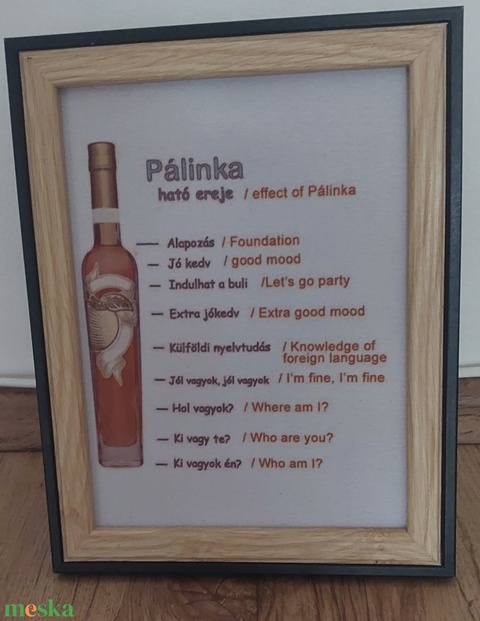 Pálinka
ható ereje / effect of Pálinka
— Alapozás / Foundation
— Jó kedv / good mood
— Indulhat a buli /Let's go party
— Extra jókedv / Extra good mood
— Külföldi nyelvtudás / Knowledge of
foreign language
— Jól vagyok, jól vagyok / I'm fine, I'm fine
— Hol vagyok? / Where am I?
— Ki vagy te? / Who are you?
— Ki vagyok én? / Who am I?
meska